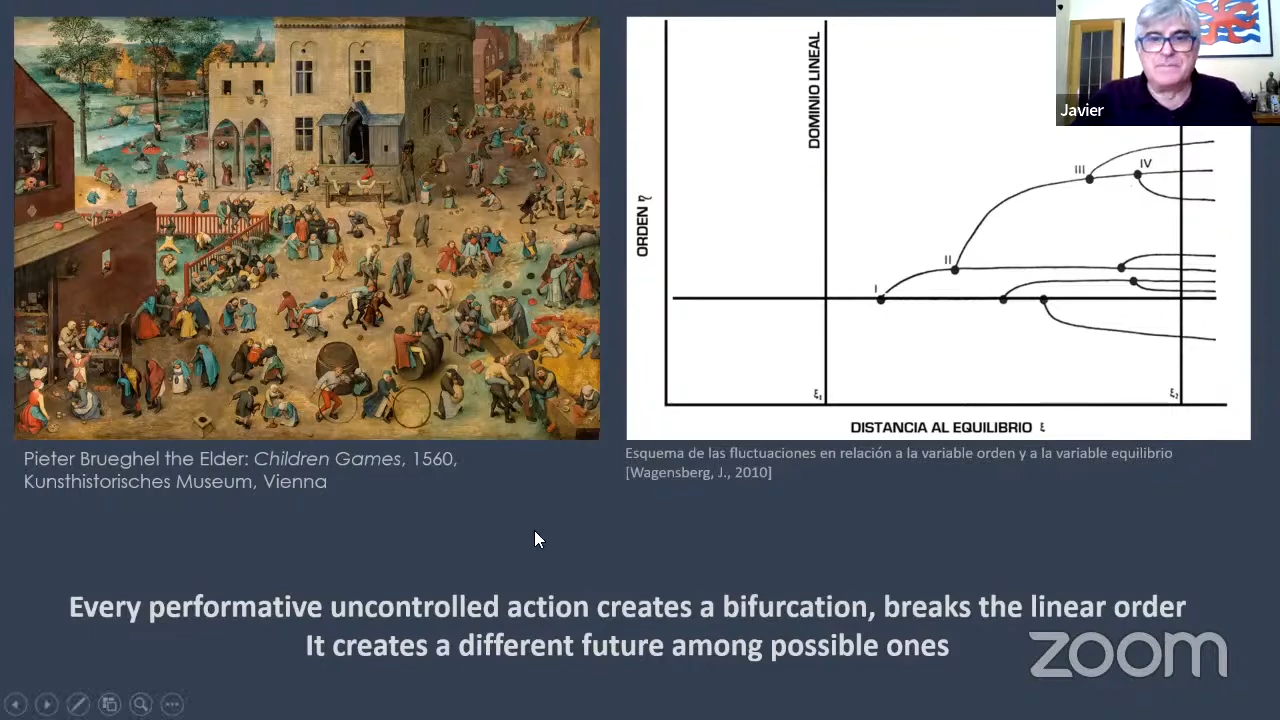 Javier
DOMINIO LINEAL
ORDEN η
I
II
III
IV
ξ1
ξ2
DISTANCIA AL EQUILIBRIO ξ
Pieter Brueghel the Elder: Children Games, 1560,
Kunsthistorisches Museum, Vienna
Esquema de las fluctuaciones en relación a la variable orden y a la variable equilibrio
[Wagensberg, J., 2010]
Every performative uncontrolled action creates a bifurcation, breaks the linear order
It creates a different future among possible ones
zoom